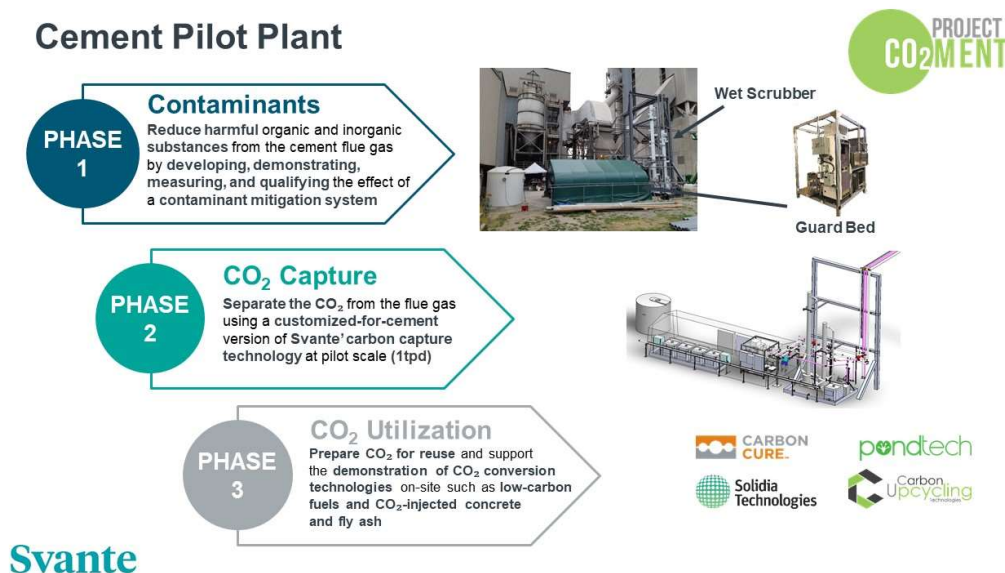 Cement Pilot Plant
PROJECT
CO₂MENT
PHASE
1
Contaminants
Reduce harmful organic and inorganic
substances from the cement flue gas
by developing, demonstrating,
measuring, and qualifying the effect of
a contaminant mitigation system
Wet Scrubber
Guard Bed
PHASE
2
CO₂ Capture
Separate the CO₂ from the flue gas
using a customized-for-cement
version of Svante' carbon capture
technology at pilot scale (1tpd)
PHASE
3
CO₂ Utilization
Prepare CO₂ for reuse and support
the demonstration of CO₂ conversion
technologies on-site such as low-carbon
fuels and CO₂-injected concrete
and fly ash
CARBON
CURE™
pondtech
Solidia
Technologies
Carbon
Upcycling
technologies
Svante